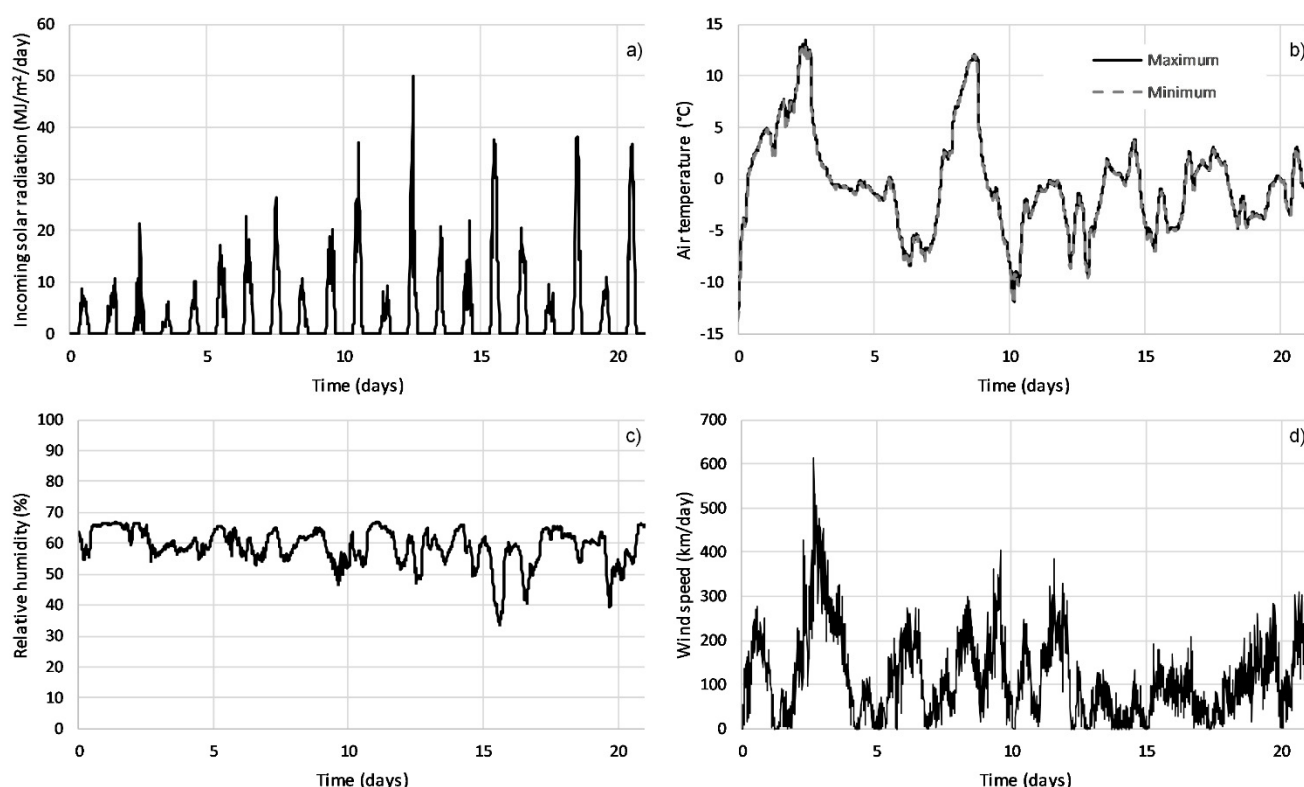 a)
Incoming solar radiation (MJ/m²/day)
60
50
40
30
20
10
0
0 5 10 15 20
Time (days)
b)
Maximum
Minimum
Air temperature (°C)
15
10
5
0
-5
-10
-15
0 5 10 15 20
Time (days)
c)
Relative humidity (%)
100
90
80
70
60
50
40
30
20
10
0
0 5 10 15 20
Time (days)
d)
Wind speed (km/day)
700
600
500
400
300
200
100
0
0 5 10 15 20
Time (days)